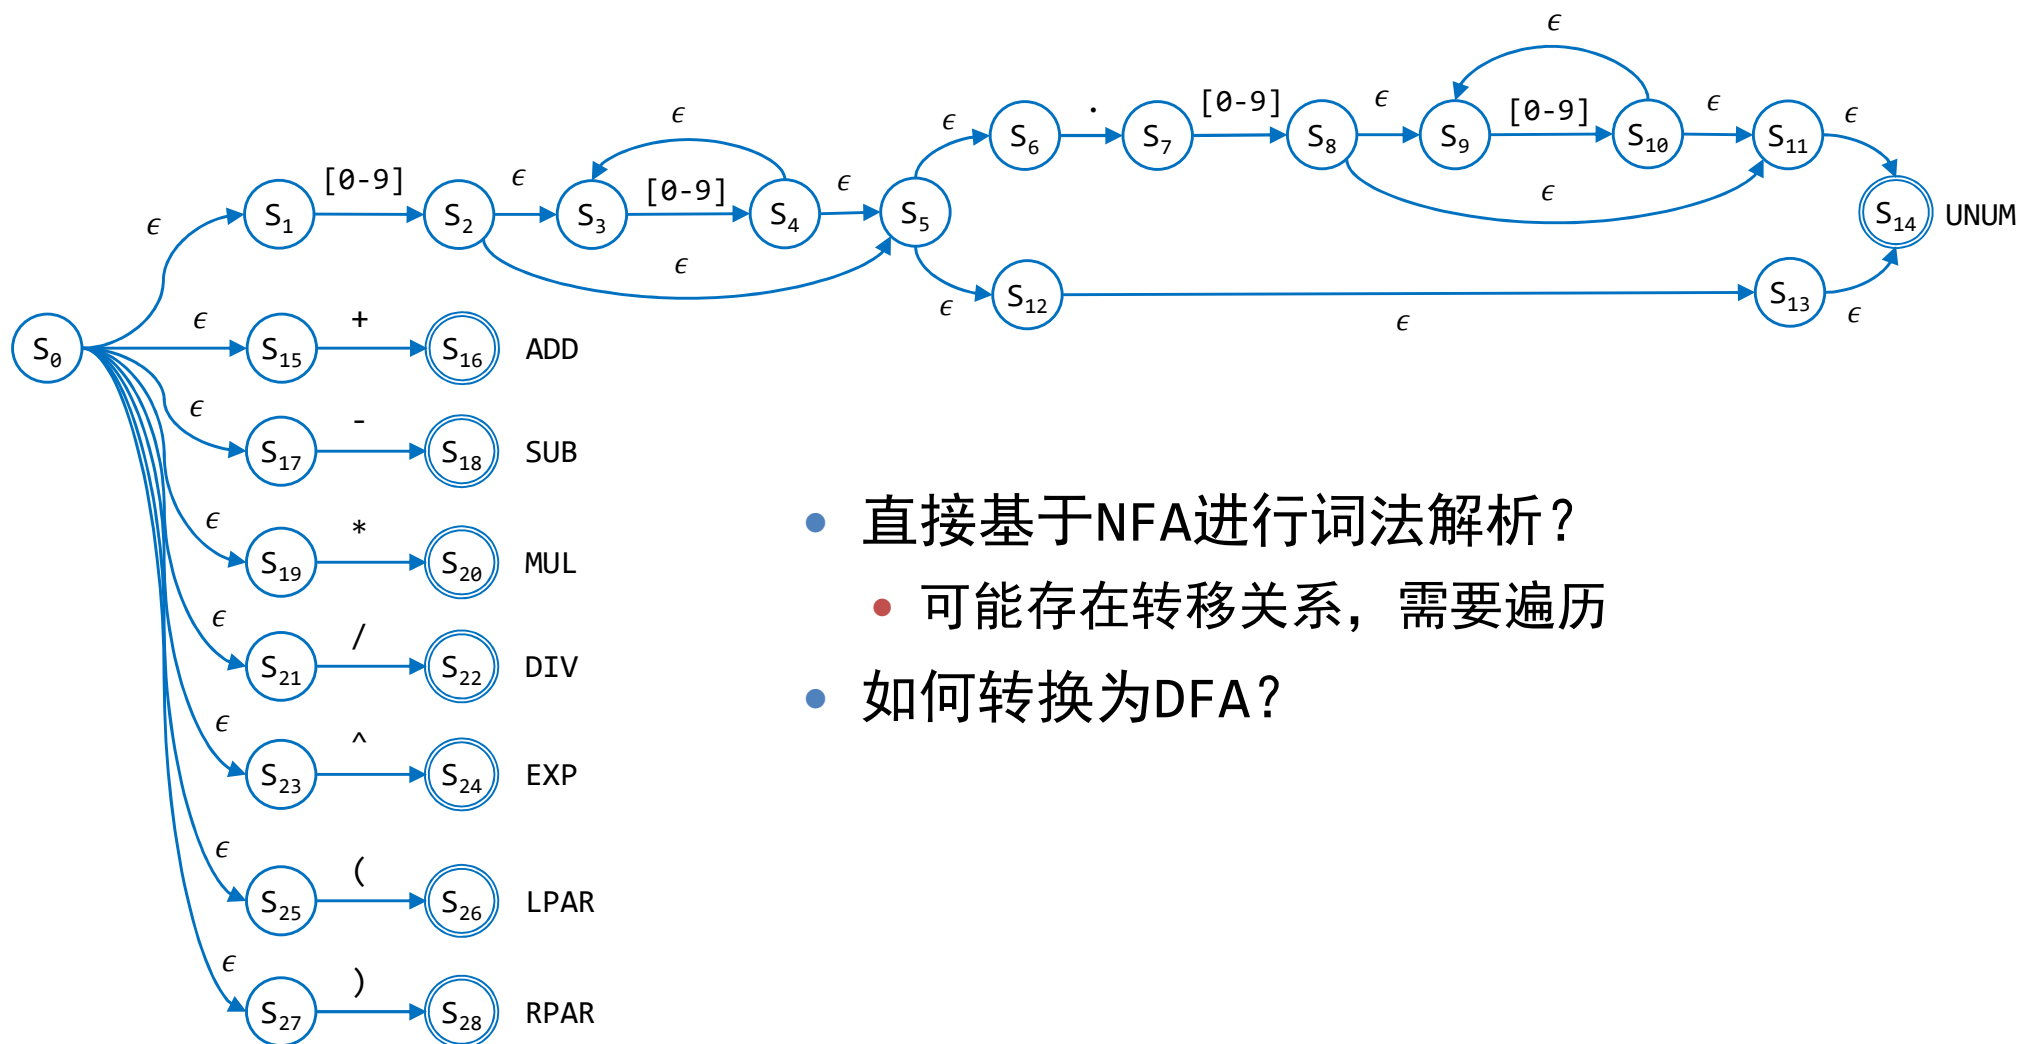 ϵ
ϵ . [0-9] ϵ [0-9] ϵ ϵ
S6 S7 S8 S9 S10 S11
ϵ [0-9] ϵ [0-9] ϵ ϵ
S1 S2 S3 S4 S5 S14 UNUM
ϵ ϵ
ϵ S12 ϵ S13 ϵ
S0 ϵ S15 + S16 ADD
ϵ S17 - S18 SUB
ϵ S19 * S20 MUL
ϵ S21 / S22 DIV
ϵ S23 ^ S24 EXP
ϵ S25 ( S26 LPAR
ϵ S27 ) S28 RPAR
• 直接基于NFA进行词法解析?
• 可能存在转移关系，需要遍历
• 如何转换为DFA?